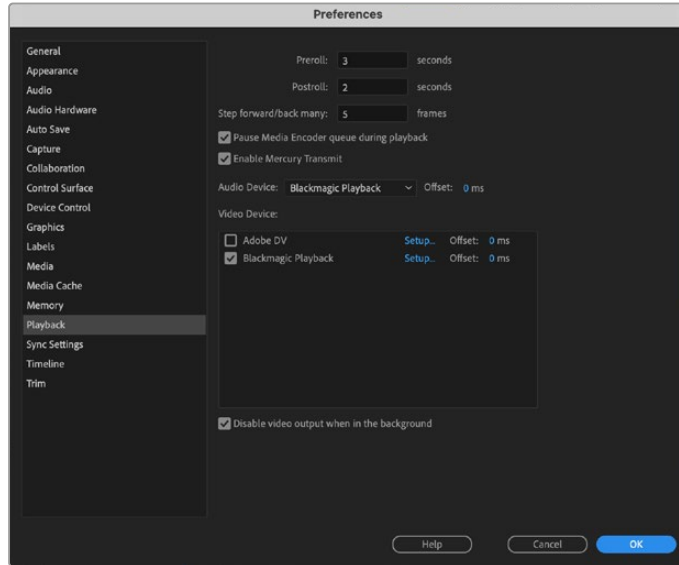 Preferences
General
Appearance
Audio
Audio Hardware
Auto Save
Capture
Collaboration
Control Surface
Device Control
Graphics
Labels
Media
Media Cache
Memory
Playback
Sync Settings
Timeline
Trim
Preroll: 3 seconds
Postroll: 2 seconds
Step forward/back many: 5 frames
Pause Media Encoder queue during playback
Enable Mercury Transmit
Audio Device: Blackmagic Playback Offset: 0 ms
Video Device:
Adobe DV Setup... Offset: 0 ms
Blackmagic Playback Setup... Offset: 0 ms
Disable video output when in the background
Help Cancel OK